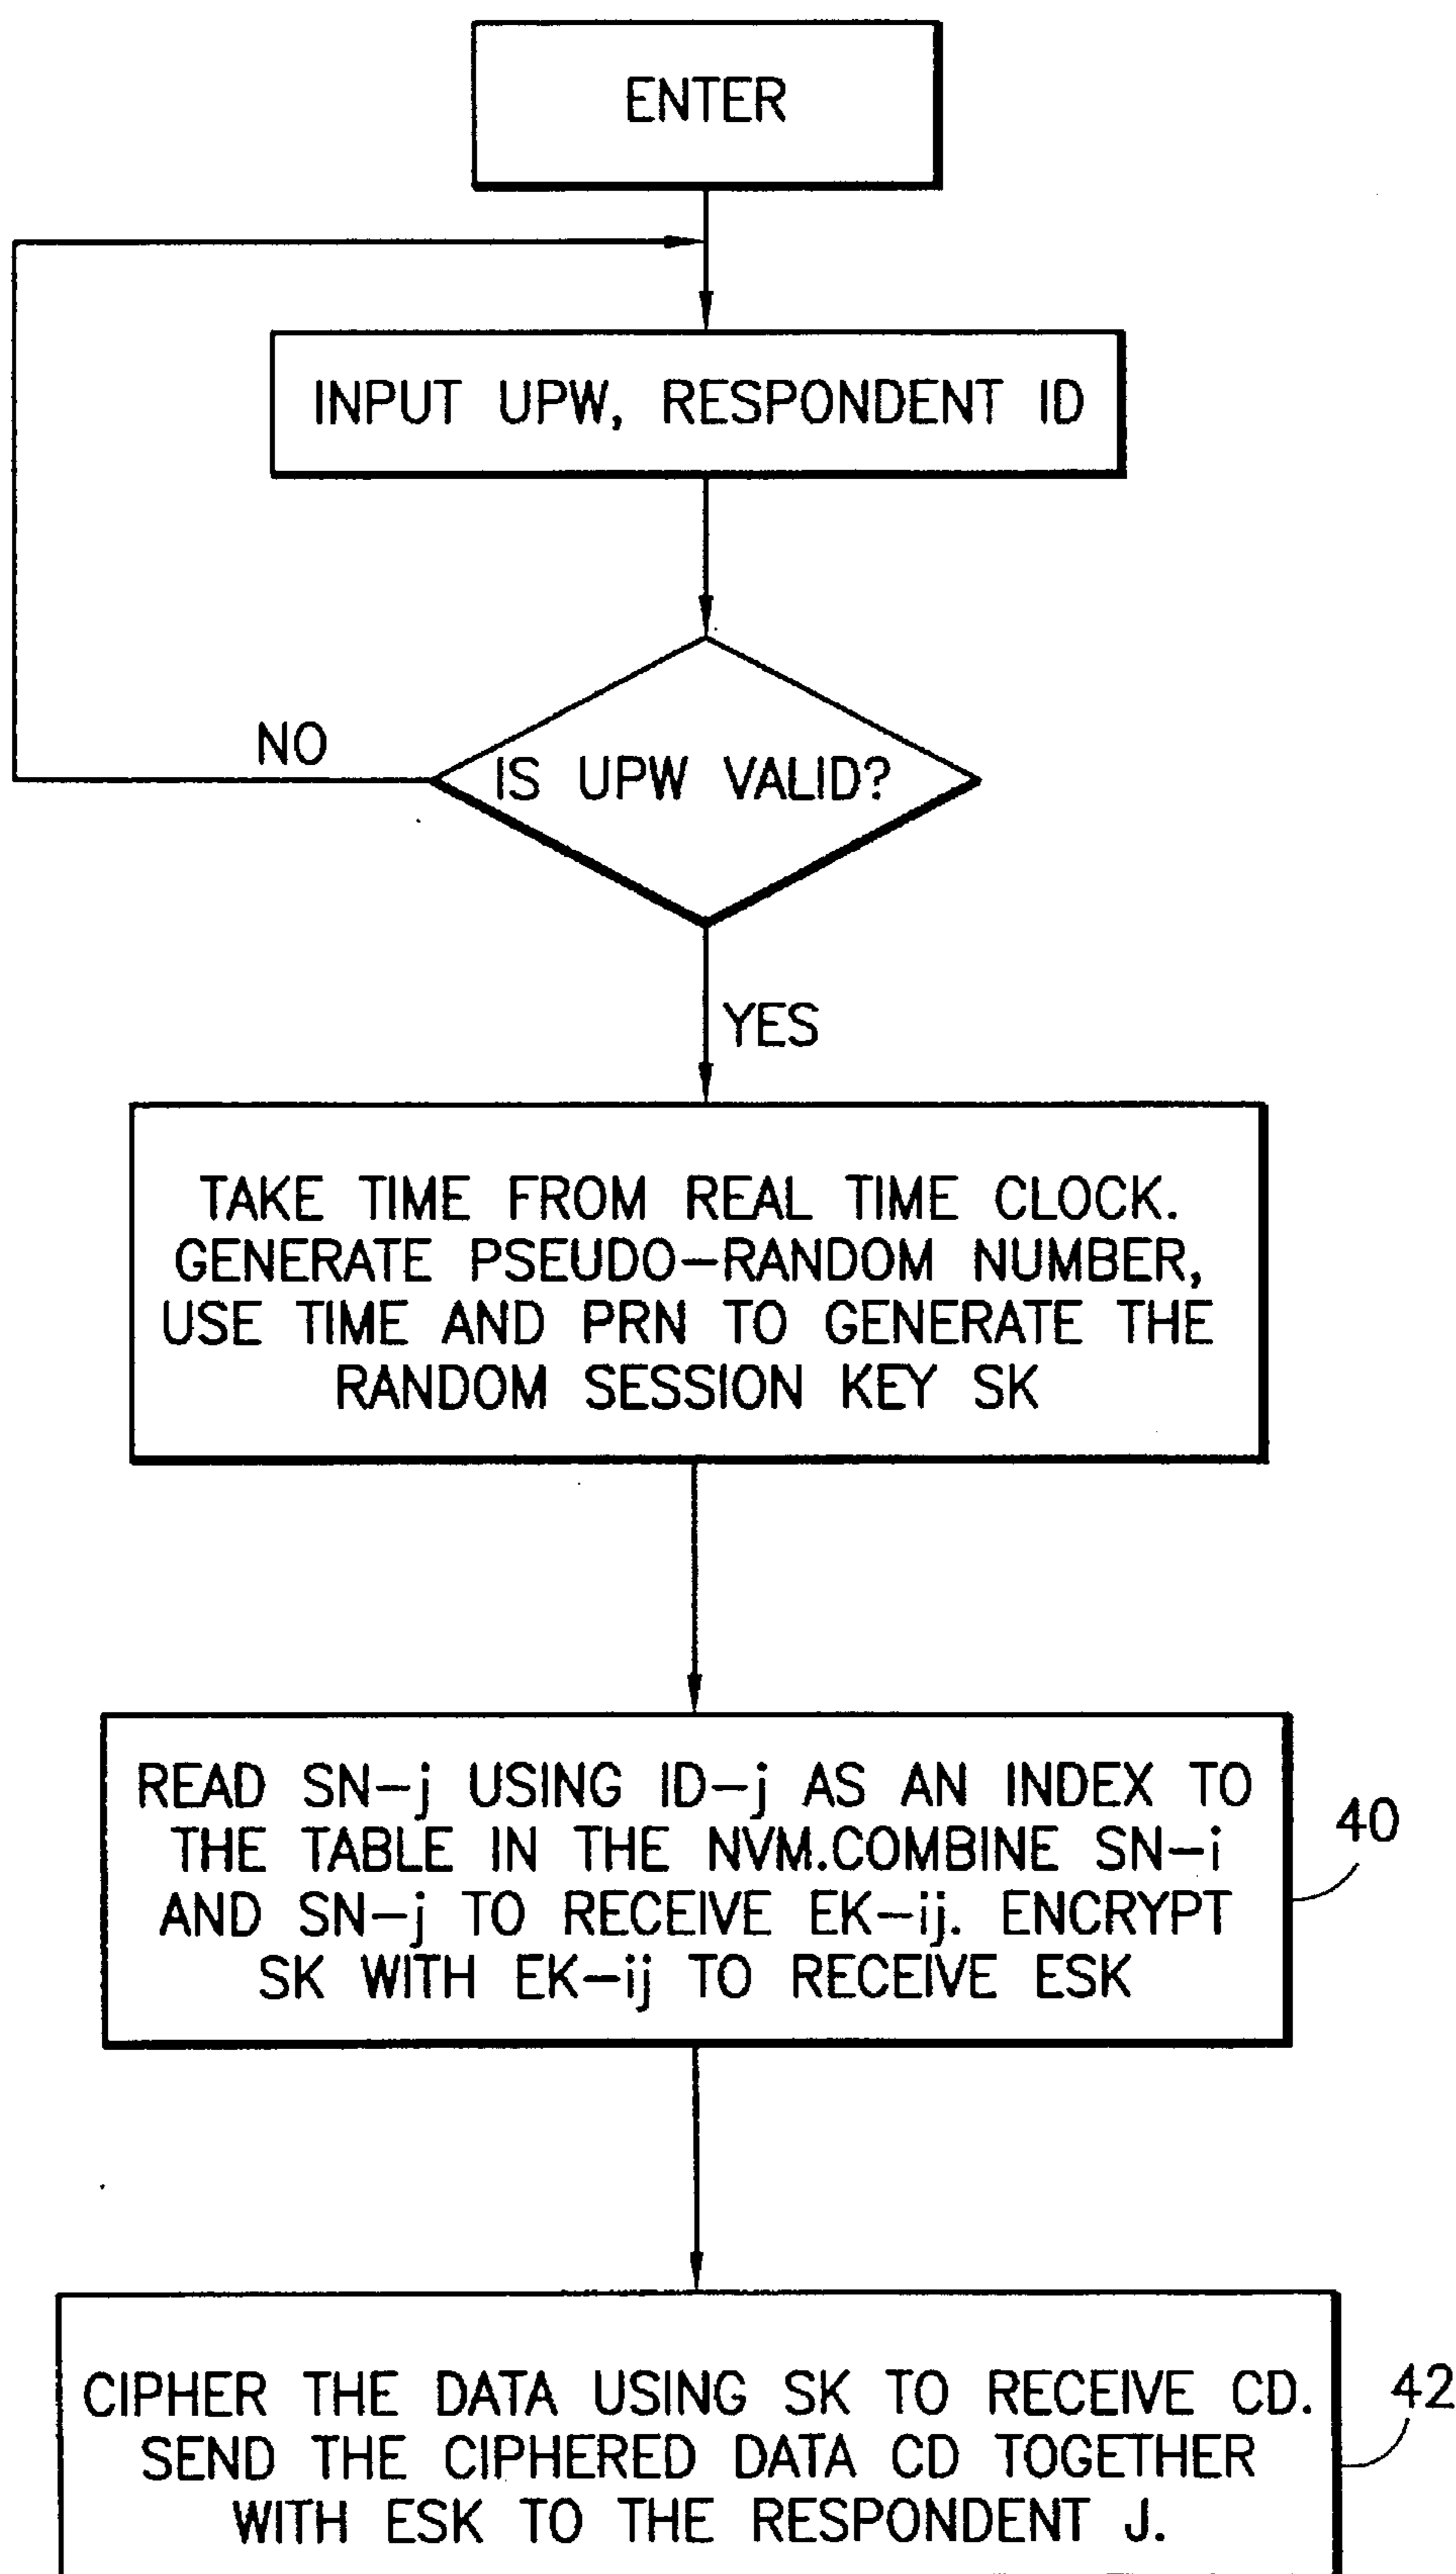 ENTER
INPUT UPW, RESPONDENT ID
IS UPW VALID?
NO
YES
TAKE TIME FROM REAL TIME CLOCK.
GENERATE PSEUDO-RANDOM NUMBER,
USE TIME AND PRN TO GENERATE THE
RANDOM SESSION KEY SK
READ SN-j USING ID-j AS AN INDEX TO
THE TABLE IN THE NVM.COMBINE SN-i
AND SN-j TO RECEIVE EK-ij. ENCRYPT
SK WITH EK-ij TO RECEIVE ESK
40
CIPHER THE DATA USING SK TO RECEIVE CD.
SEND THE CIPHERED DATA CD TOGETHER
WITH ESK TO THE RESPONDENT J.
42